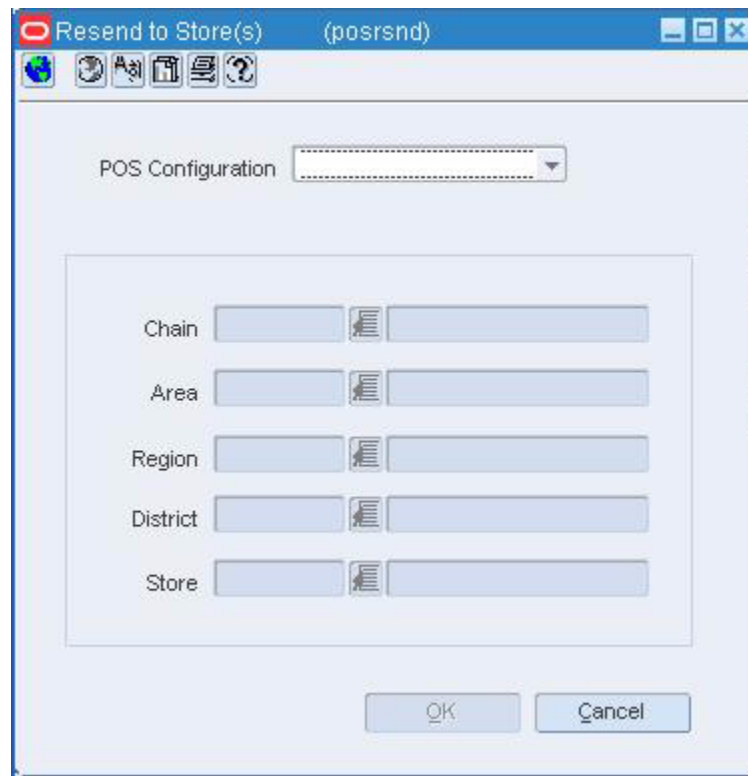 Resend to Store(s) (posrsnd)
POS Configuration
Chain
Area
Region
District
Store
OK Cancel